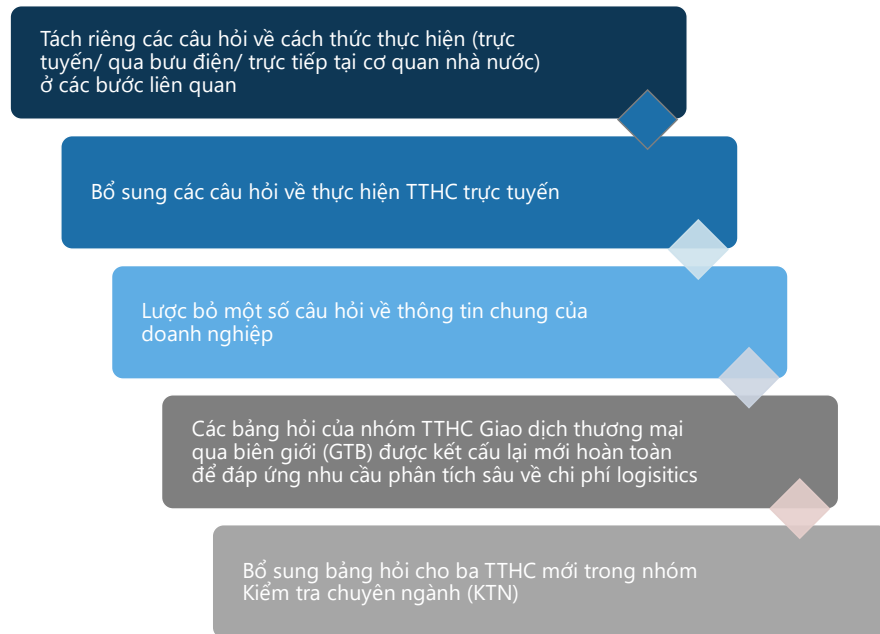 Tách riêng các câu hỏi về cách thức thực hiện (trực
tuyến/ qua bưu điện/ trực tiếp tại cơ quan nhà nước)
ở các bước liên quan
Bổ sung các câu hỏi về thực hiện TTHC trực tuyến
Lược bỏ một số câu hỏi về thông tin chung của
doanh nghiệp
Các bảng hỏi của nhóm TTHC Giao dịch thương mại
qua biên giới (GTB) được kết cấu lại mới hoàn toàn
để đáp ứng nhu cầu phân tích sâu về chi phí logisitics
Bổ sung bảng hỏi cho ba TTHC mới trong nhóm
Kiểm tra chuyên ngành (KTN)